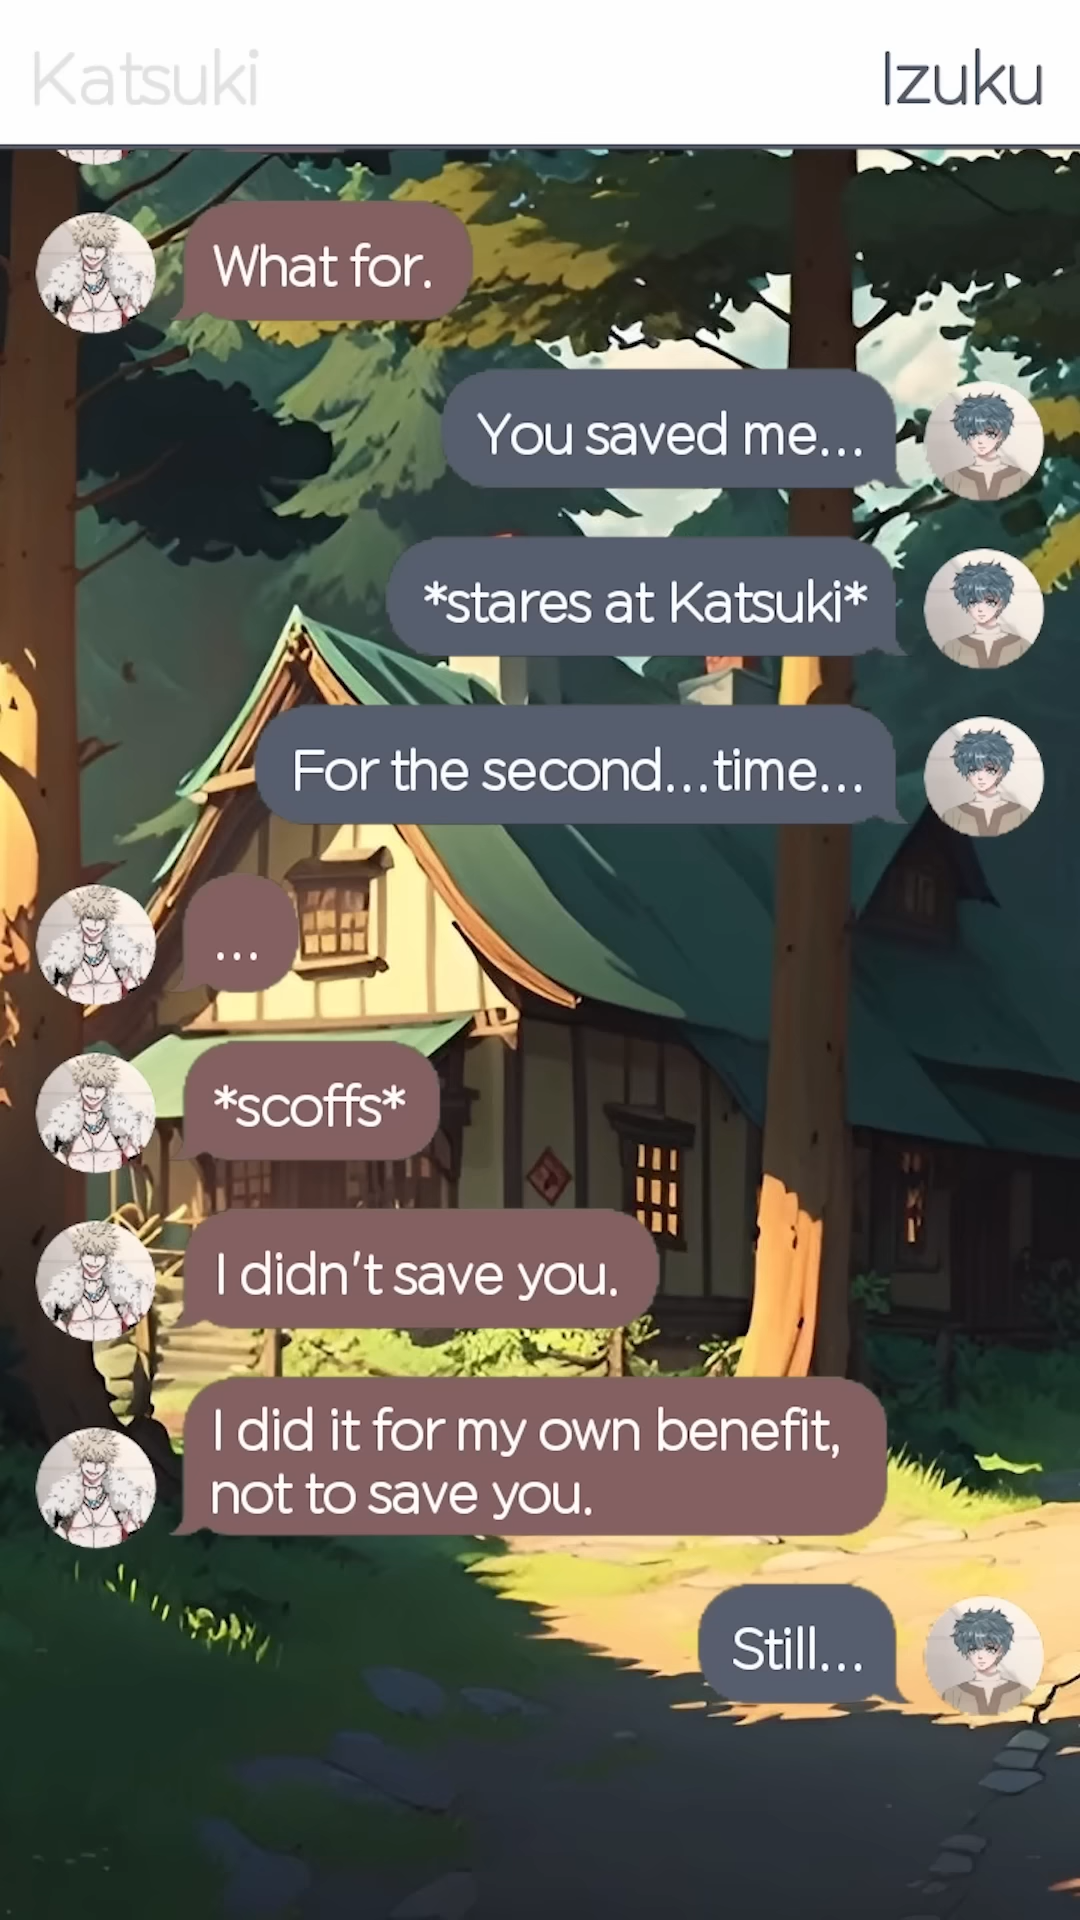 Katsuki
Izuku
What for.
You saved me...
*stares at Katsuki*
For the second...time...
...
*scoffs*
I didn't save you.
I did it for my own benefit,
not to save you.
Still...